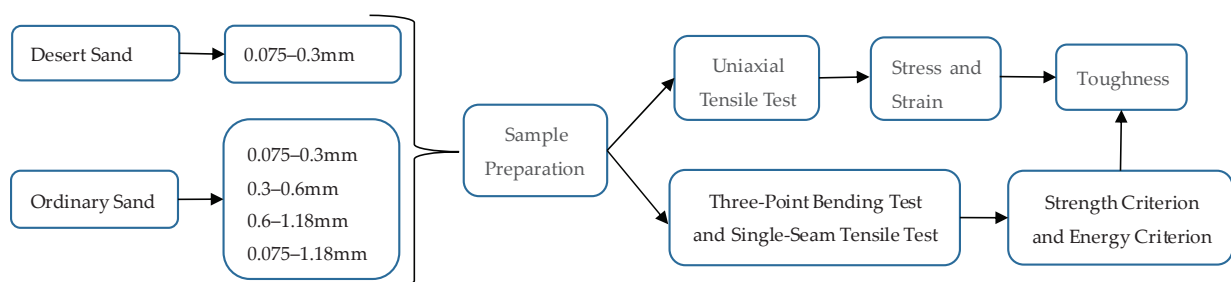 Desert Sand
0.075–0.3mm
Ordinary Sand
0.075–0.3mm
0.3–0.6mm
0.6–1.18mm
0.075–1.18mm
Sample
Preparation
Uniaxial
Tensile Test
Stress and
Strain
Toughness
Three-Point Bending Test
and Single-Seam Tensile Test
Strength Criterion
and Energy Criterion